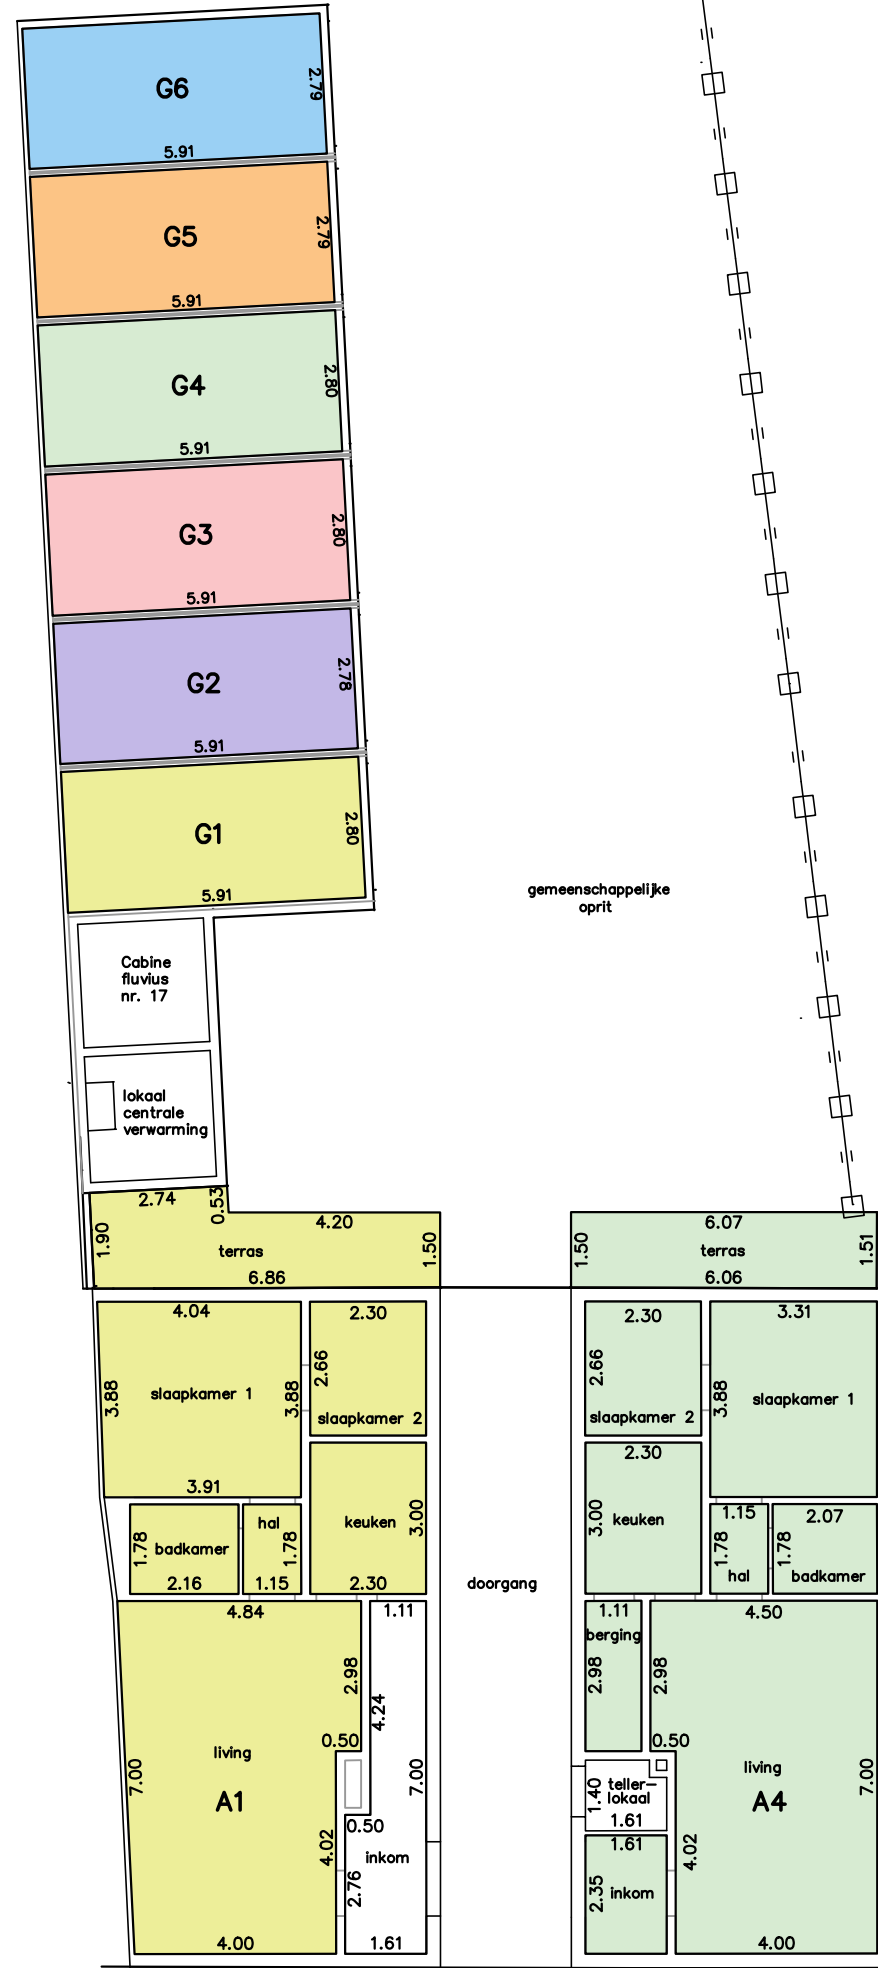 G6
2.79
5.91
G5
2.79
5.91
G4
2.80
5.91
G3
2.80
5.91
G2
2.78
5.91
G1
2.80
5.91
gemeenschappelijke
oprit
Cabine
fluvius
nr. 17
lokaal
centrale
verwarming
2.74
0.53
4.20
1.90
terras
1.50
6.86
6.07
1.50
terras
1.51
6.06
4.04
3.88
slaapkamer 1
3.88
3.91
2.30
2.66
slaapkamer 2
2.30
2.66
slaapkamer 2
3.31
3.88
slaapkamer 1
1.78
badkamer
2.16
hal
1.78
1.15
keuken
3.00
2.30
doorgang
2.30
3.00
keuken
1.15
1.78
hal
2.07
1.78
badkamer
4.84
2.98
0.50
living
7.00
A1
4.02
4.00
1.11
4.24
7.00
0.50
inkom
2.76
1.61
1.11
berging
2.98
4.50
2.98
0.50
living
7.00
A4
4.02
4.00
1.40
teller-
lokaal
1.61
1.61
2.35
inkom